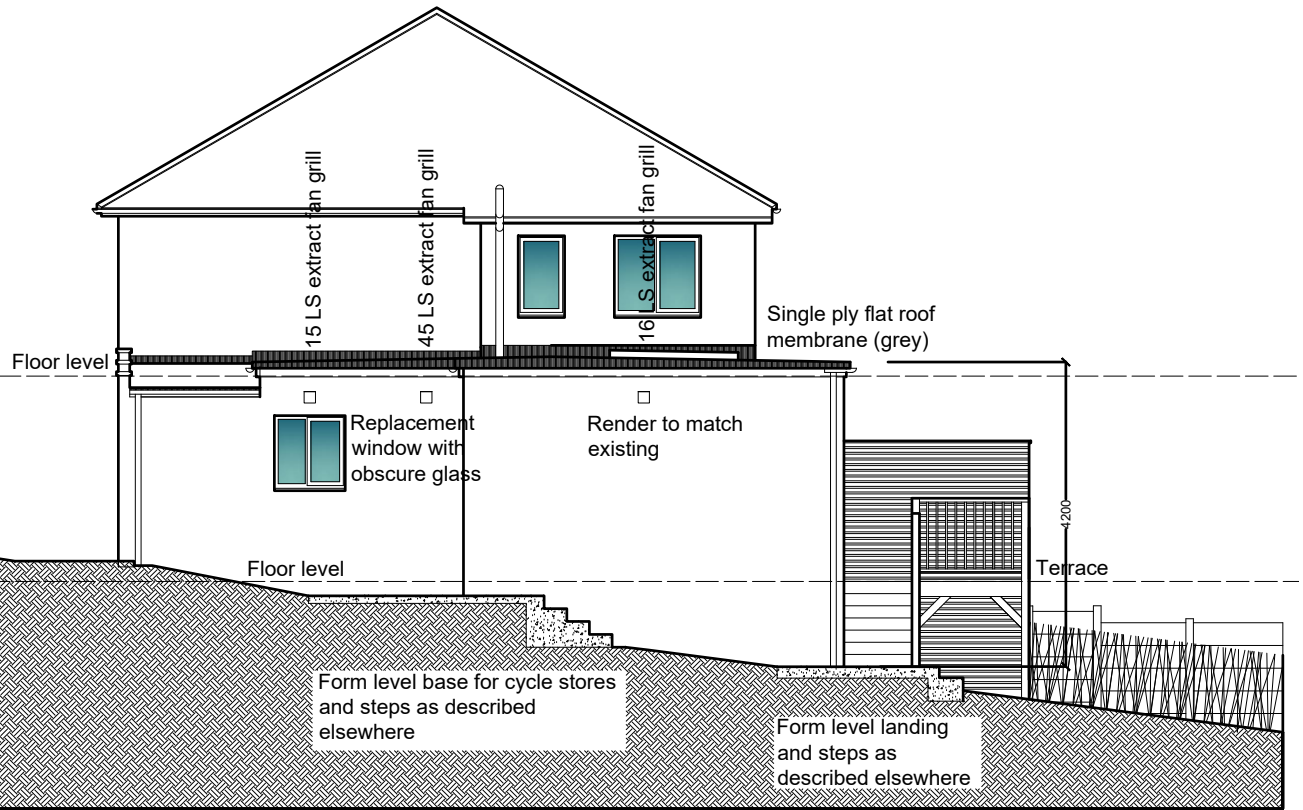 15 LS extract fan grill
45 LS extract fan grill
16 LS extract fan grill
Single ply flat roof
membrane (grey)
Floor level
Replacement
window with
obscure glass
Render to match
existing
4200
Floor level
Terrace
Form level base for cycle stores
and steps as described
elsewhere
Form level landing
and steps as
described elsewhere